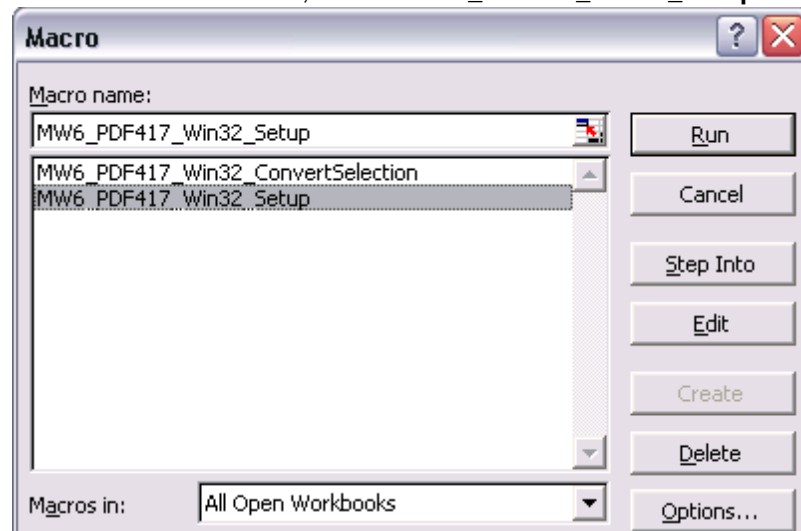 Macro
Macro name:
MW6_PDF417_Win32_Setup
Run
MW6_PDF417_Win32_ConvertSelection
MW6_PDF417_Win32_Setup
Cancel
Step Into
Edit
Create
Delete
Macros in:
All Open Workbooks
Options...